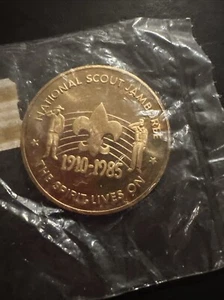 NATIONAL SCOUT JAMBOREE
1910-1985
THE SPIRIT LIVES ON